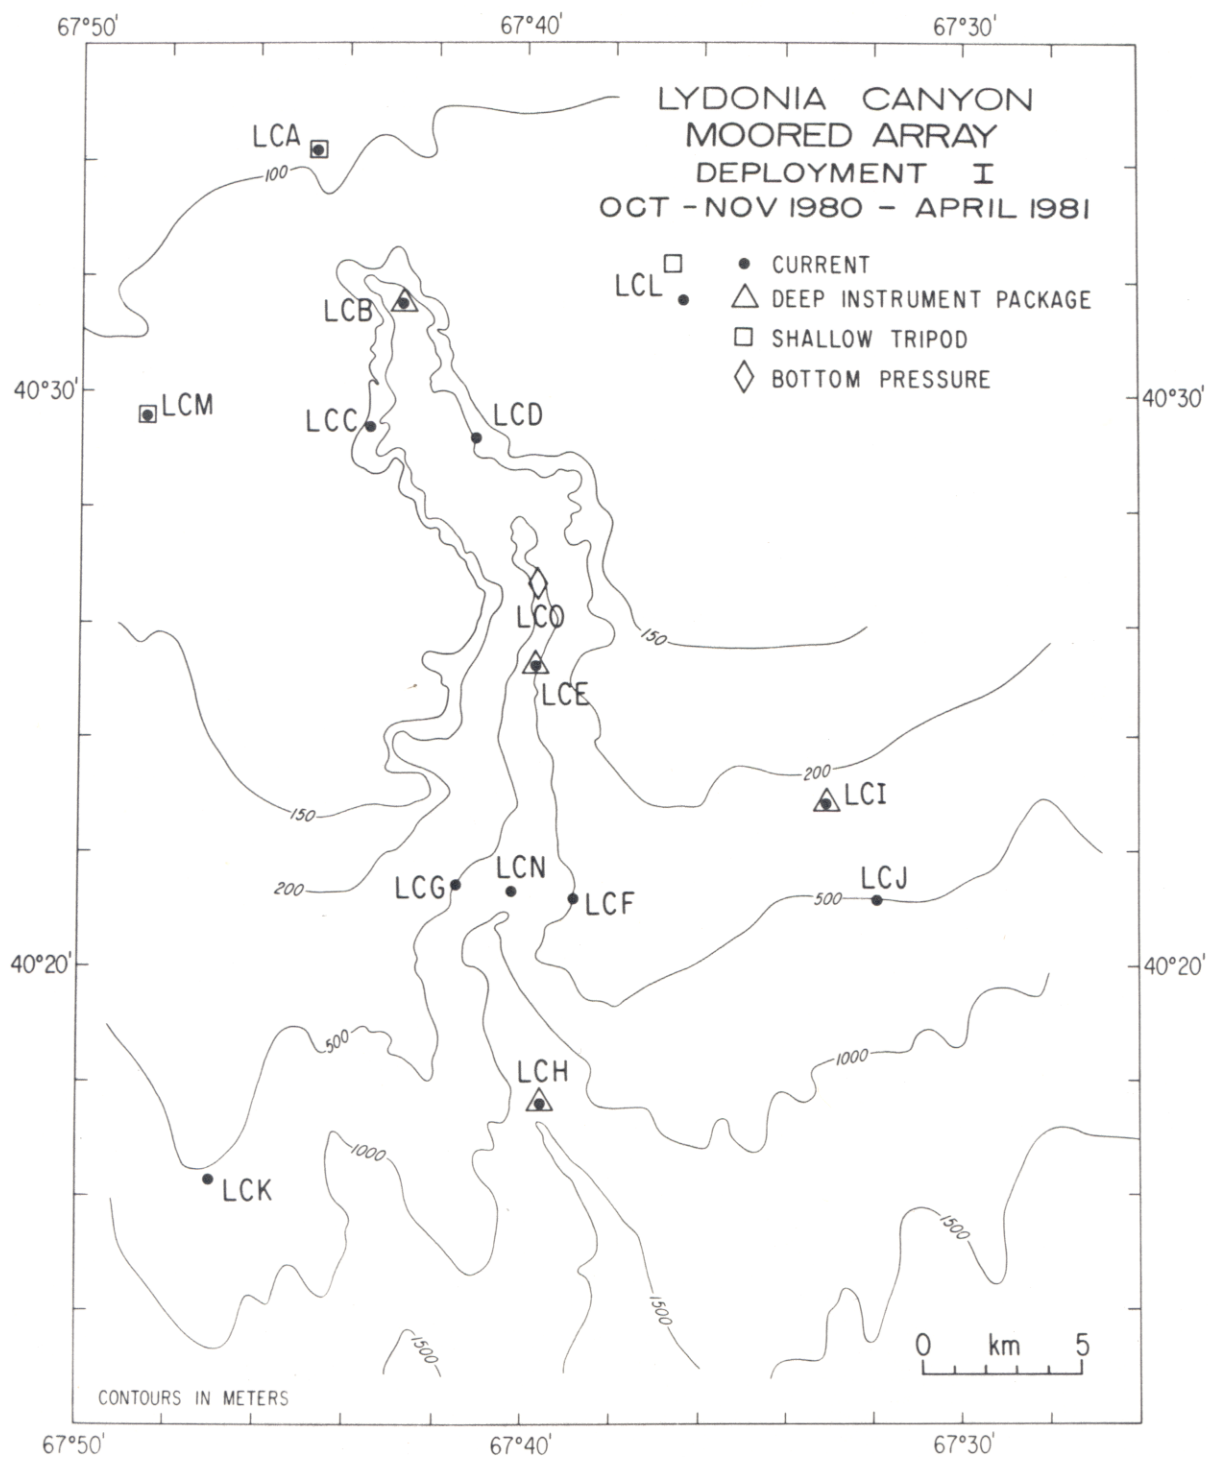 67°50'
67°40'
67°30'
LYDONIA CANYON
MOORED ARRAY
DEPLOYMENT I
OCT - NOV 1980 - APRIL 1981
LCA
100
CURRENT
LCL
DEEP INSTRUMENT PACKAGE
LCB
SHALLOW TRIPOD
BOTTOM PRESSURE
40°30'
40°30'
LCM
LCC
LCD
LCO
150
LCE
200
LCI
150
LCN
LCJ
200
LCG
500
LCF
40°20'
40°20'
500
1000
LCH
1000
LCK
1500
1500
1500
0 km 5
CONTOURS IN METERS
67°50'
67°40'
67°30'